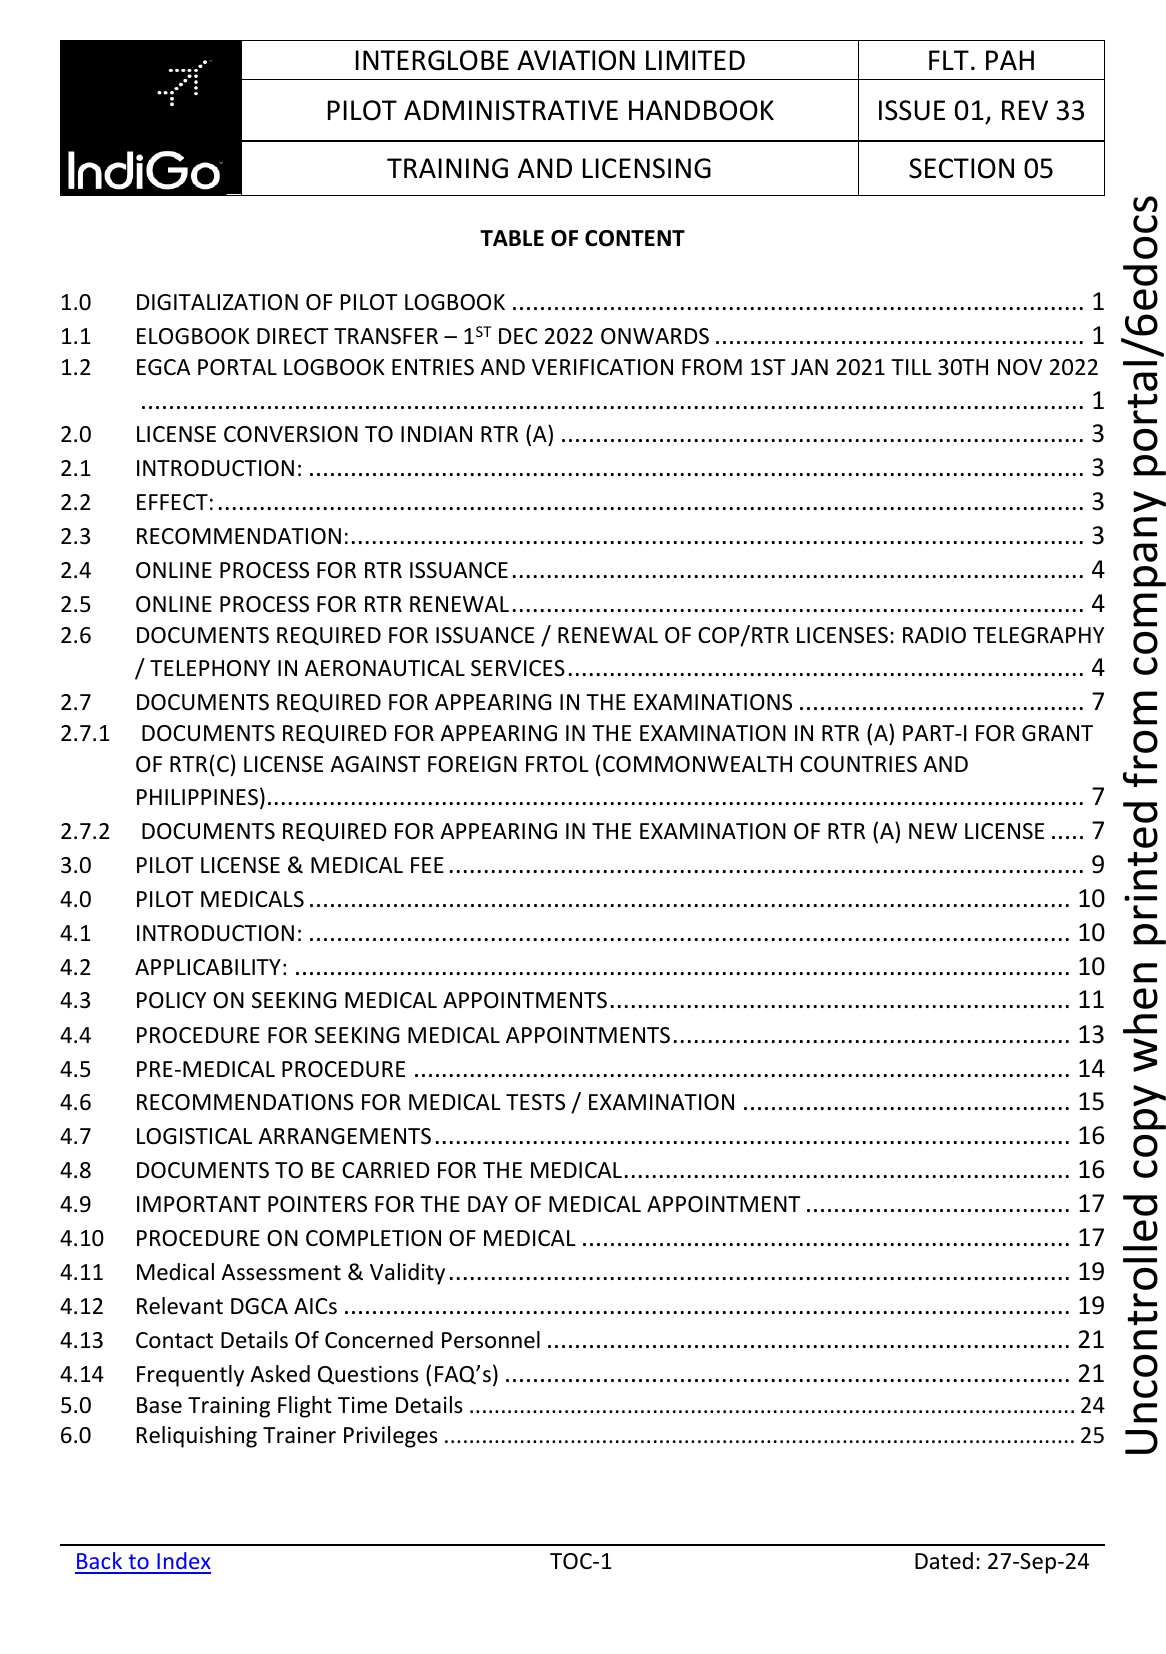 IndiGo
INTERGLOBE AVIATION LIMITED
FLT. PAH
PILOT ADMINISTRATIVE HANDBOOK
ISSUE 01, REV 33
TRAINING AND LICENSING
SECTION 05
TABLE OF CONTENT
1.0 DIGITALIZATION OF PILOT LOGBOOK ... 1
1.1 ELOGBOOK DIRECT TRANSFER – 1ST DEC 2022 ONWARDS ... 1
1.2 EGCA PORTAL LOGBOOK ENTRIES AND VERIFICATION FROM 1ST JAN 2021 TILL 30TH NOV 2022
... 1
2.0 LICENSE CONVERSION TO INDIAN RTR (A) ... 3
2.1 INTRODUCTION: ... 3
2.2 EFFECT: ... 3
2.3 RECOMMENDATION: ... 3
2.4 ONLINE PROCESS FOR RTR ISSUANCE ... 4
2.5 ONLINE PROCESS FOR RTR RENEWAL ... 4
2.6 DOCUMENTS REQUIRED FOR ISSUANCE / RENEWAL OF COP/RTR LICENSES: RADIO TELEGRAPHY
/ TELEPHONY IN AERONAUTICAL SERVICES ... 4
2.7 DOCUMENTS REQUIRED FOR APPEARING IN THE EXAMINATIONS ... 7
2.7.1 DOCUMENTS REQUIRED FOR APPEARING IN THE EXAMINATION IN RTR (A) PART-I FOR GRANT
OF RTR(C) LICENSE AGAINST FOREIGN FRTOL (COMMONWEALTH COUNTRIES AND
PHILIPPINES) ... 7
2.7.2 DOCUMENTS REQUIRED FOR APPEARING IN THE EXAMINATION OF RTR (A) NEW LICENSE ..... 7
3.0 PILOT LICENSE & MEDICAL FEE ... 9
4.0 PILOT MEDICALS ... 10
4.1 INTRODUCTION: ... 10
4.2 APPLICABILITY: ... 10
4.3 POLICY ON SEEKING MEDICAL APPOINTMENTS ... 11
4.4 PROCEDURE FOR SEEKING MEDICAL APPOINTMENTS ... 13
4.5 PRE-MEDICAL PROCEDURE ... 14
4.6 RECOMMENDATIONS FOR MEDICAL TESTS / EXAMINATION ... 15
4.7 LOGISTICAL ARRANGEMENTS ... 16
4.8 DOCUMENTS TO BE CARRIED FOR THE MEDICAL ... 16
4.9 IMPORTANT POINTERS FOR THE DAY OF MEDICAL APPOINTMENT ... 17
4.10 PROCEDURE ON COMPLETION OF MEDICAL ... 17
4.11 Medical Assessment & Validity ... 19
4.12 Relevant DGCA AICs ... 19
4.13 Contact Details Of Concerned Personnel ... 21
4.14 Frequently Asked Questions (FAQ’s) ... 21
5.0 Base Training Flight Time Details ... 24
6.0 Reliquishing Trainer Privileges ... 25
Back to Index
TOC-1
Dated: 27-Sep-24
Uncontrolled copy when printed from company portal/6edocs